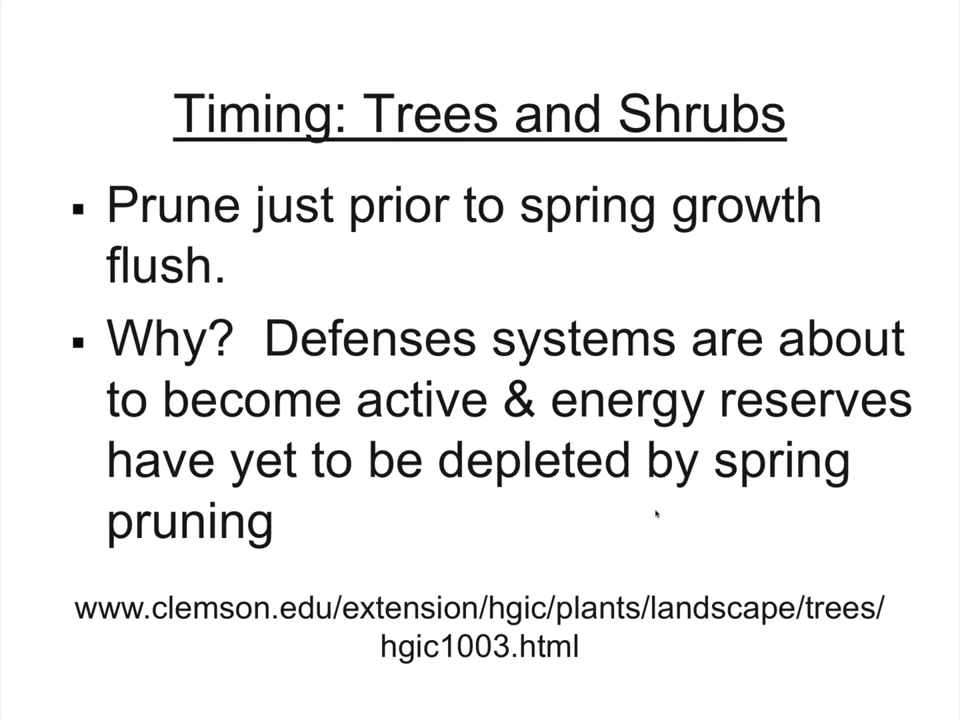 Timing: Trees and Shrubs
▪ Prune just prior to spring growth
flush.
▪ Why?  Defenses systems are about
to become active & energy reserves
have yet to be depleted by spring
pruning
www.clemson.edu/extension/hgic/plants/landscape/trees/
hgic1003.html